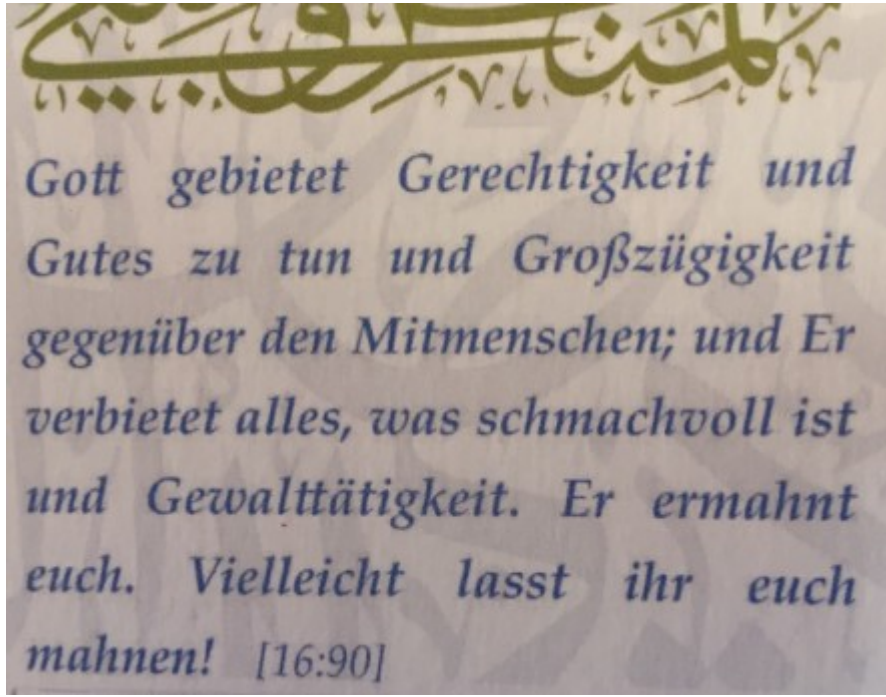 Gott gebietet Gerechtigkeit und
Gutes zu tun und Großzügigkeit
gegenüber den Mitmenschen; und Er
verbietet alles, was schmachvoll ist
und Gewalttätigkeit. Er ermahnt
euch. Vielleicht lasst ihr euch
mahnen! [16:90]